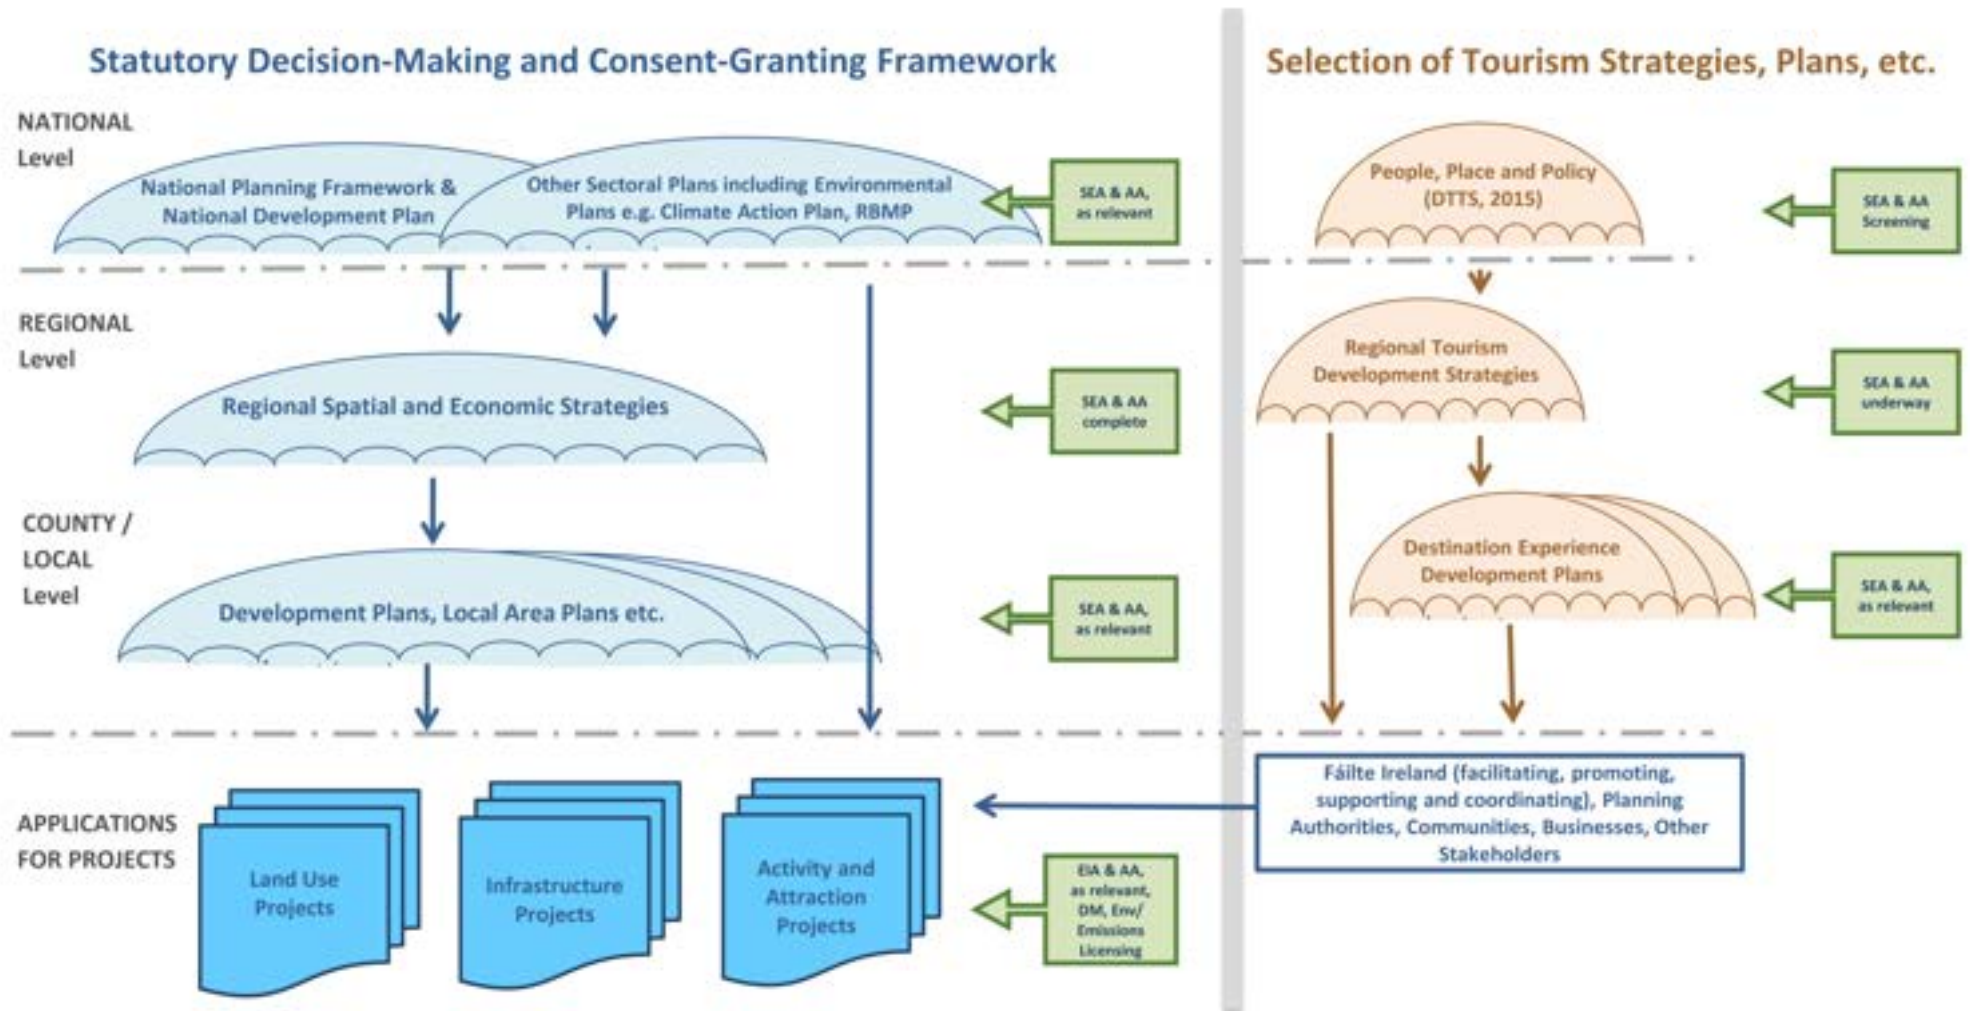 Statutory Decision-Making and Consent-Granting Framework
Selection of Tourism Strategies, Plans, etc.
NATIONAL
Level
National Planning Framework &
National Development Plan
Other Sectoral Plans including Environmental
Plans e.g. Climate Action Plan, RBMP
SEA & AA,
as relevant
People, Place and Policy
(DTTS, 2015)
SEA & AA
Screening
REGIONAL
Level
Regional Spatial and Economic Strategies
SEA & AA
complete
Regional Tourism
Development Strategies
SEA & AA
underway
COUNTY /
LOCAL
Level
Development Plans, Local Area Plans etc.
SEA & AA,
as relevant
Destination Experience
Development Plans
SEA & AA,
as relevant
APPLICATIONS
FOR PROJECTS
Land Use
Projects
Infrastructure
Projects
Activity and
Attraction
Projects
EIA & AA,
as relevant,
DM, Env/
Emissions
Licensing
Fáilte Ireland (facilitating, promoting,
supporting and coordinating), Planning
Authorities, Communities, Businesses, Other
Stakeholders